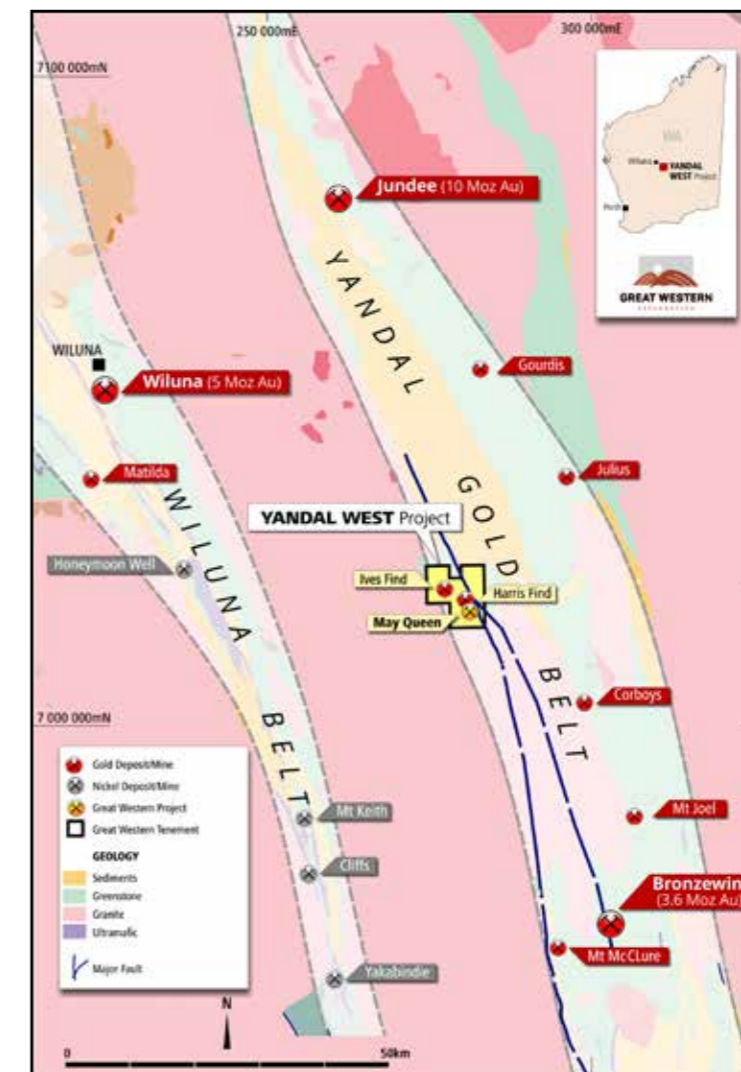 250 000mE
300 000mE
7100 000mN
WA
Wiluna
YANDAL
WEST Project
Perth
GREAT WESTERN
EXPLORATION
Jundee (10 Moz Au)
YANDAL
GOLD
BELT
WILUNA
Wiluna (5 Moz Au)
Gourdis
Matilda
Julius
WILUNA
BELT
YANDAL WEST Project
Honeymoon Well
Ives Find
Harris Find
May Queen
Corboys
7 000 000mN
Gold Deposit/Mine
Nickel Deposit/Mine
Great Western Project
Great Western Tenement
GEOLOGY
Sediments
Greenstone
Granite
Ultramafic
Major Fault
Mt Keith
Mt Joel
Cliffs
Bronzewin
(3.6 Moz Au)
Mt McClure
Yakabindie
N
0
50km